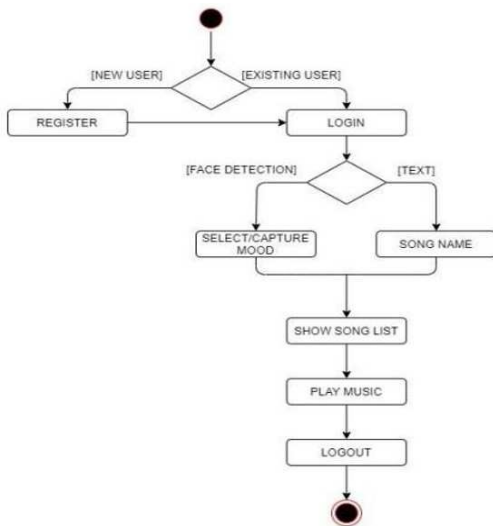 [NEW USER] [EXISTING USER]
REGISTER LOGIN
[FACE DETECTION] [TEXT]
SELECT/CAPTURE
MOOD
SONG NAME
SHOW SONG LIST
PLAY MUSIC
LOGOUT